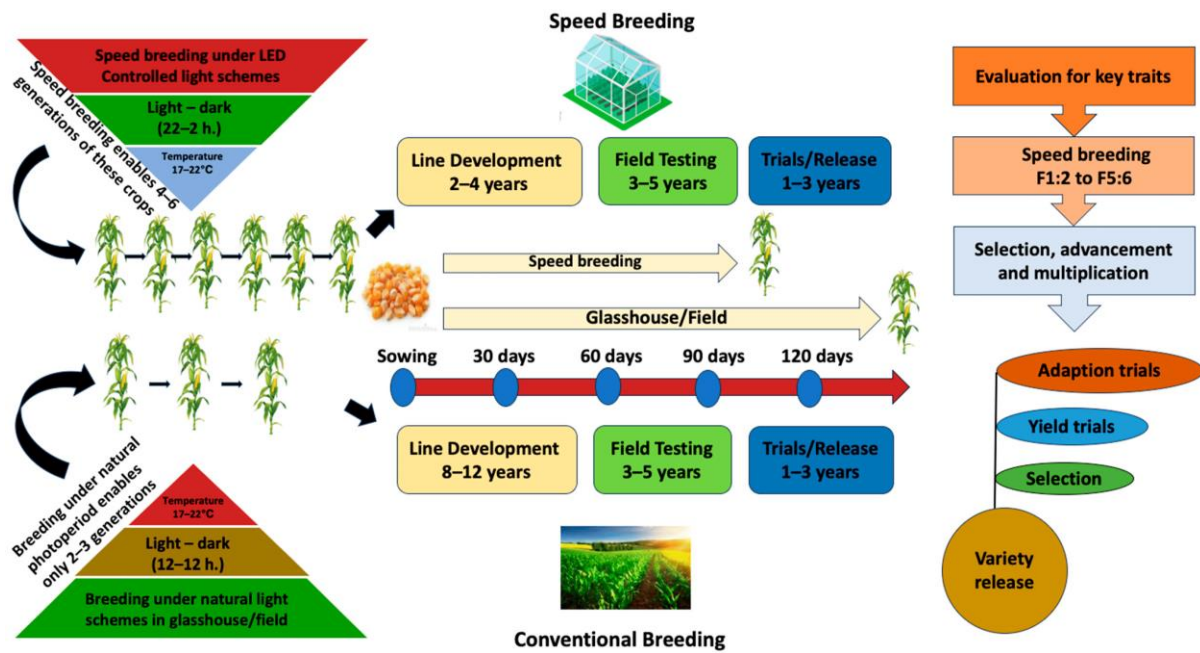 Speed Breeding
Speed breeding under LED
Controlled light schemes
Light – dark
(22–2 h.)
Temperature
17–22°C
Speed breeding enables 4–6
generations of these crops
Line Development
2–4 years
Field Testing
3–5 years
Trials/Release
1–3 years
Speed breeding
Glasshouse/Field
Sowing
30 days
60 days
90 days
120 days
Line Development
8–12 years
Field Testing
3–5 years
Trials/Release
1–3 years
Breeding under natural
photoperiod enables
only 2–3 generations
Temperature
17–22°C
Light – dark
(12–12 h.)
Breeding under natural light
schemes in glasshouse/field
Conventional Breeding
Evaluation for key traits
Speed breeding
F1:2 to F5:6
Selection, advancement
and multiplication
Adaption trials
Yield trials
Selection
Variety
release